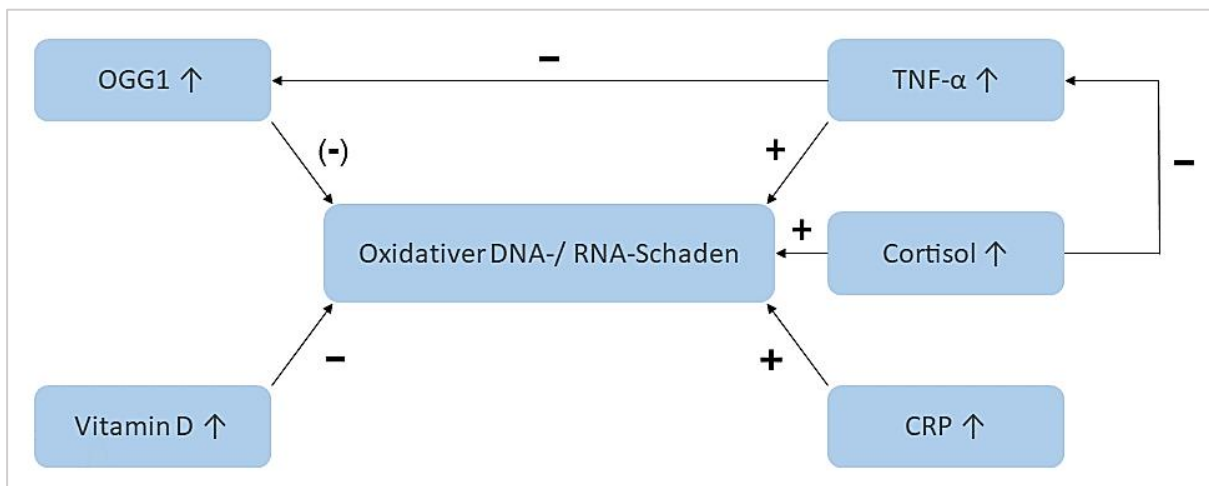 −
OGG1 ↑
TNF-α ↑
(-)
+
−
Oxidativer DNA-/ RNA-Schaden
+
Cortisol ↑
−
+
Vitamin D ↑
CRP ↑